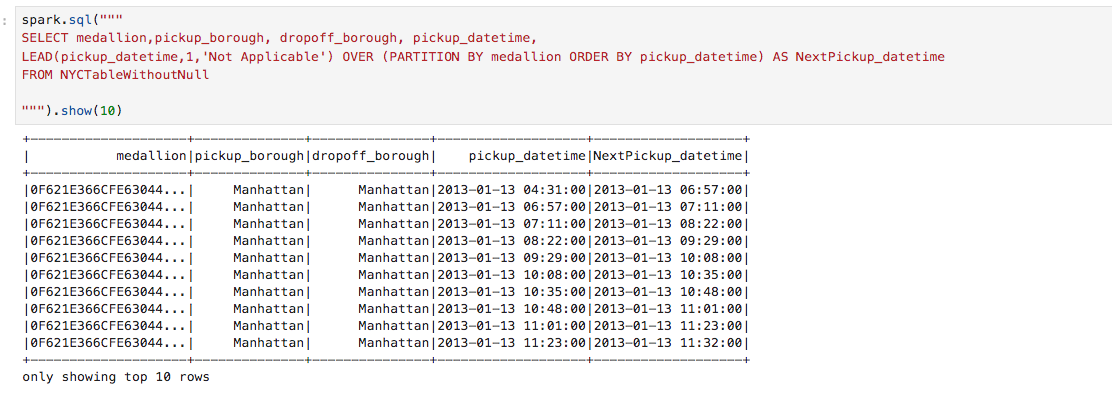 :
spark.sql("""
SELECT medallion,pickup_borough, dropoff_borough, pickup_datetime,
LEAD(pickup_datetime,1,'Not Applicable') OVER (PARTITION BY medallion ORDER BY pickup_datetime) AS NextPickup_datetime
FROM NYCTableWithoutNull
""").show(10)
+--------------------+--------------+---------------+-------------------+-------------------+
|           medallion|pickup_borough|dropoff_borough|    pickup_datetime|NextPickup_datetime|
+--------------------+--------------+---------------+-------------------+-------------------+
|0F621E366CFE63044...|     Manhattan|      Manhattan|2013-01-13 04:31:00|2013-01-13 06:57:00|
|0F621E366CFE63044...|     Manhattan|      Manhattan|2013-01-13 06:57:00|2013-01-13 07:11:00|
|0F621E366CFE63044...|     Manhattan|      Manhattan|2013-01-13 07:11:00|2013-01-13 08:22:00|
|0F621E366CFE63044...|     Manhattan|      Manhattan|2013-01-13 08:22:00|2013-01-13 09:29:00|
|0F621E366CFE63044...|     Manhattan|      Manhattan|2013-01-13 09:29:00|2013-01-13 10:08:00|
|0F621E366CFE63044...|     Manhattan|      Manhattan|2013-01-13 10:08:00|2013-01-13 10:35:00|
|0F621E366CFE63044...|     Manhattan|      Manhattan|2013-01-13 10:35:00|2013-01-13 10:48:00|
|0F621E366CFE63044...|     Manhattan|      Manhattan|2013-01-13 10:48:00|2013-01-13 11:01:00|
|0F621E366CFE63044...|     Manhattan|      Manhattan|2013-01-13 11:01:00|2013-01-13 11:23:00|
|0F621E366CFE63044...|     Manhattan|      Manhattan|2013-01-13 11:23:00|2013-01-13 11:32:00|
+--------------------+--------------+---------------+-------------------+-------------------+
only showing top 10 rows